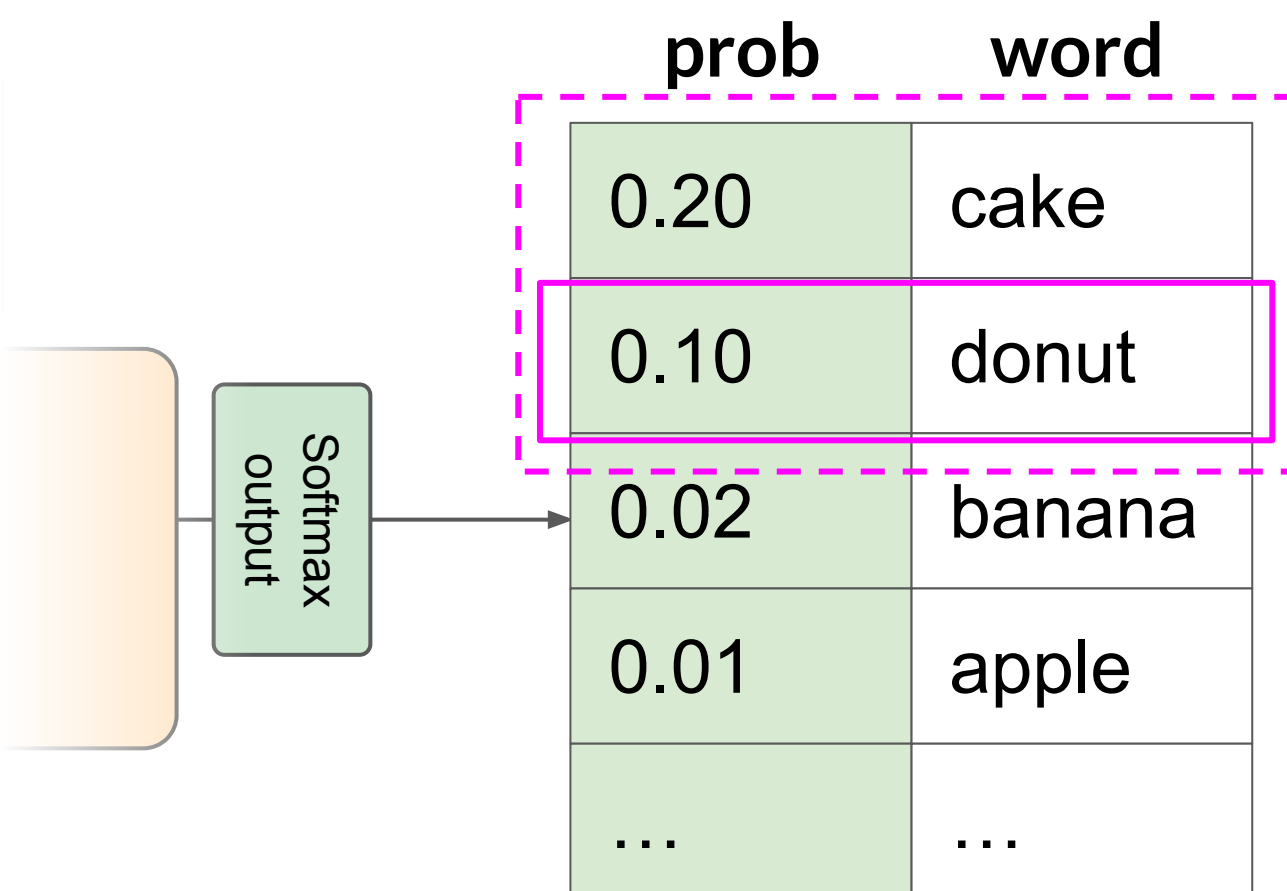 prob word
0.20 cake
0.10 donut
0.02 banana
0.01 apple
… …
Softmax
output